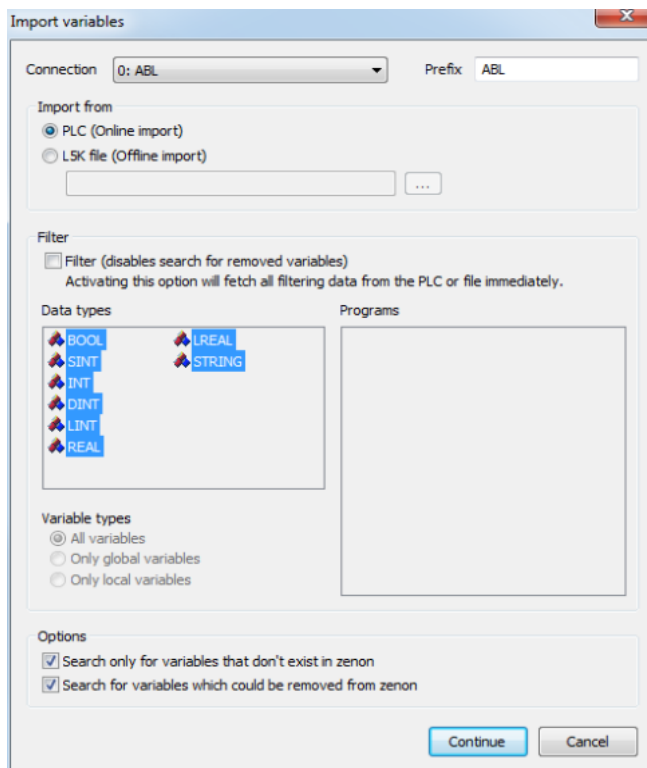 Import variables
Connection 0: ABL Prefix ABL
Import from
PLC (Online import)
L5K file (Offline import)
...
Filter
Filter (disables search for removed variables)
Activating this option will fetch all filtering data from the PLC or file immediately.
Data types Programs
BOOL LREAL
SINT STRING
INT
DINT
LINT
REAL
Variable types
All variables
Only global variables
Only local variables
Options
Search only for variables that don't exist in zenon
Search for variables which could be removed from zenon
Continue Cancel